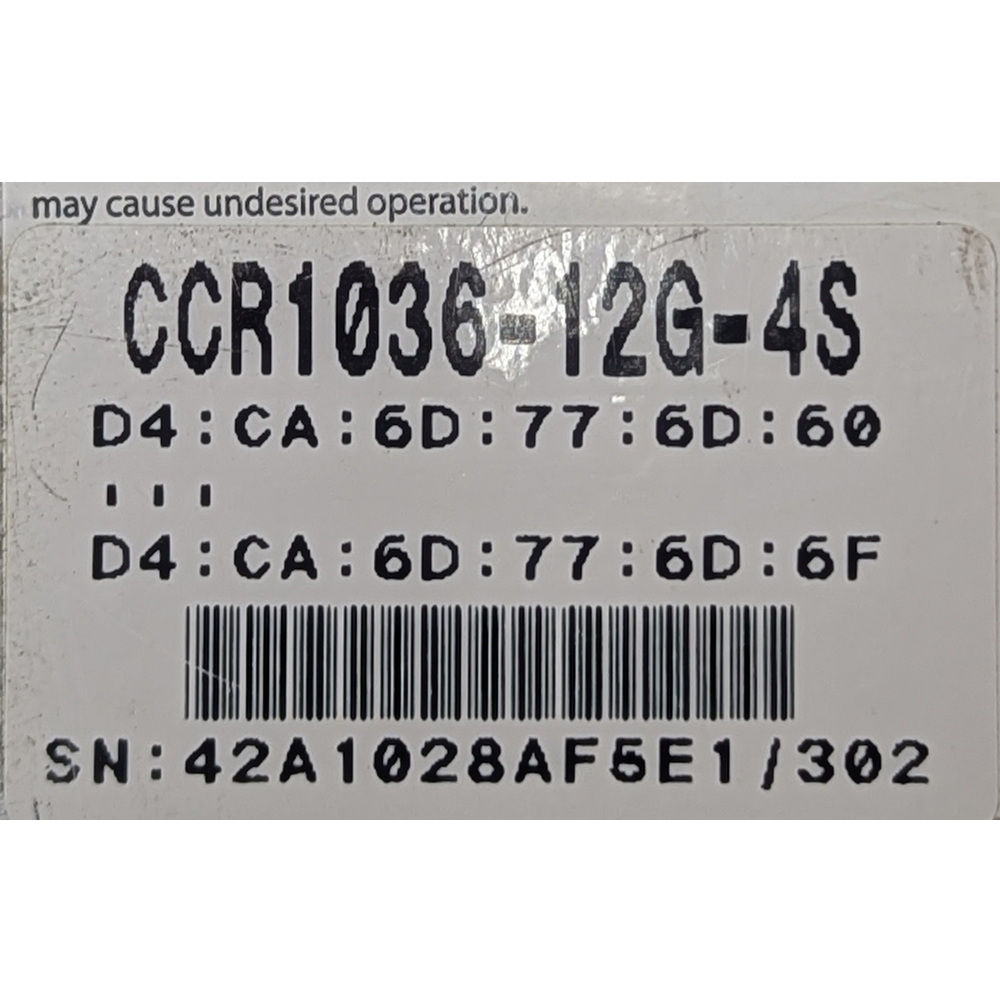 may cause undesired operation.
CCR1036-12G-4S
D4:CA:6D:77:6D:60
...
D4:CA:6D:77:6D:6F
SN:42A1028AF5E1/302